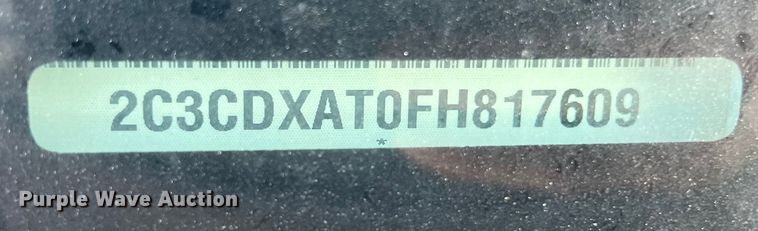 2C3CDXAT0FH817609
*
Purple Wave Auction